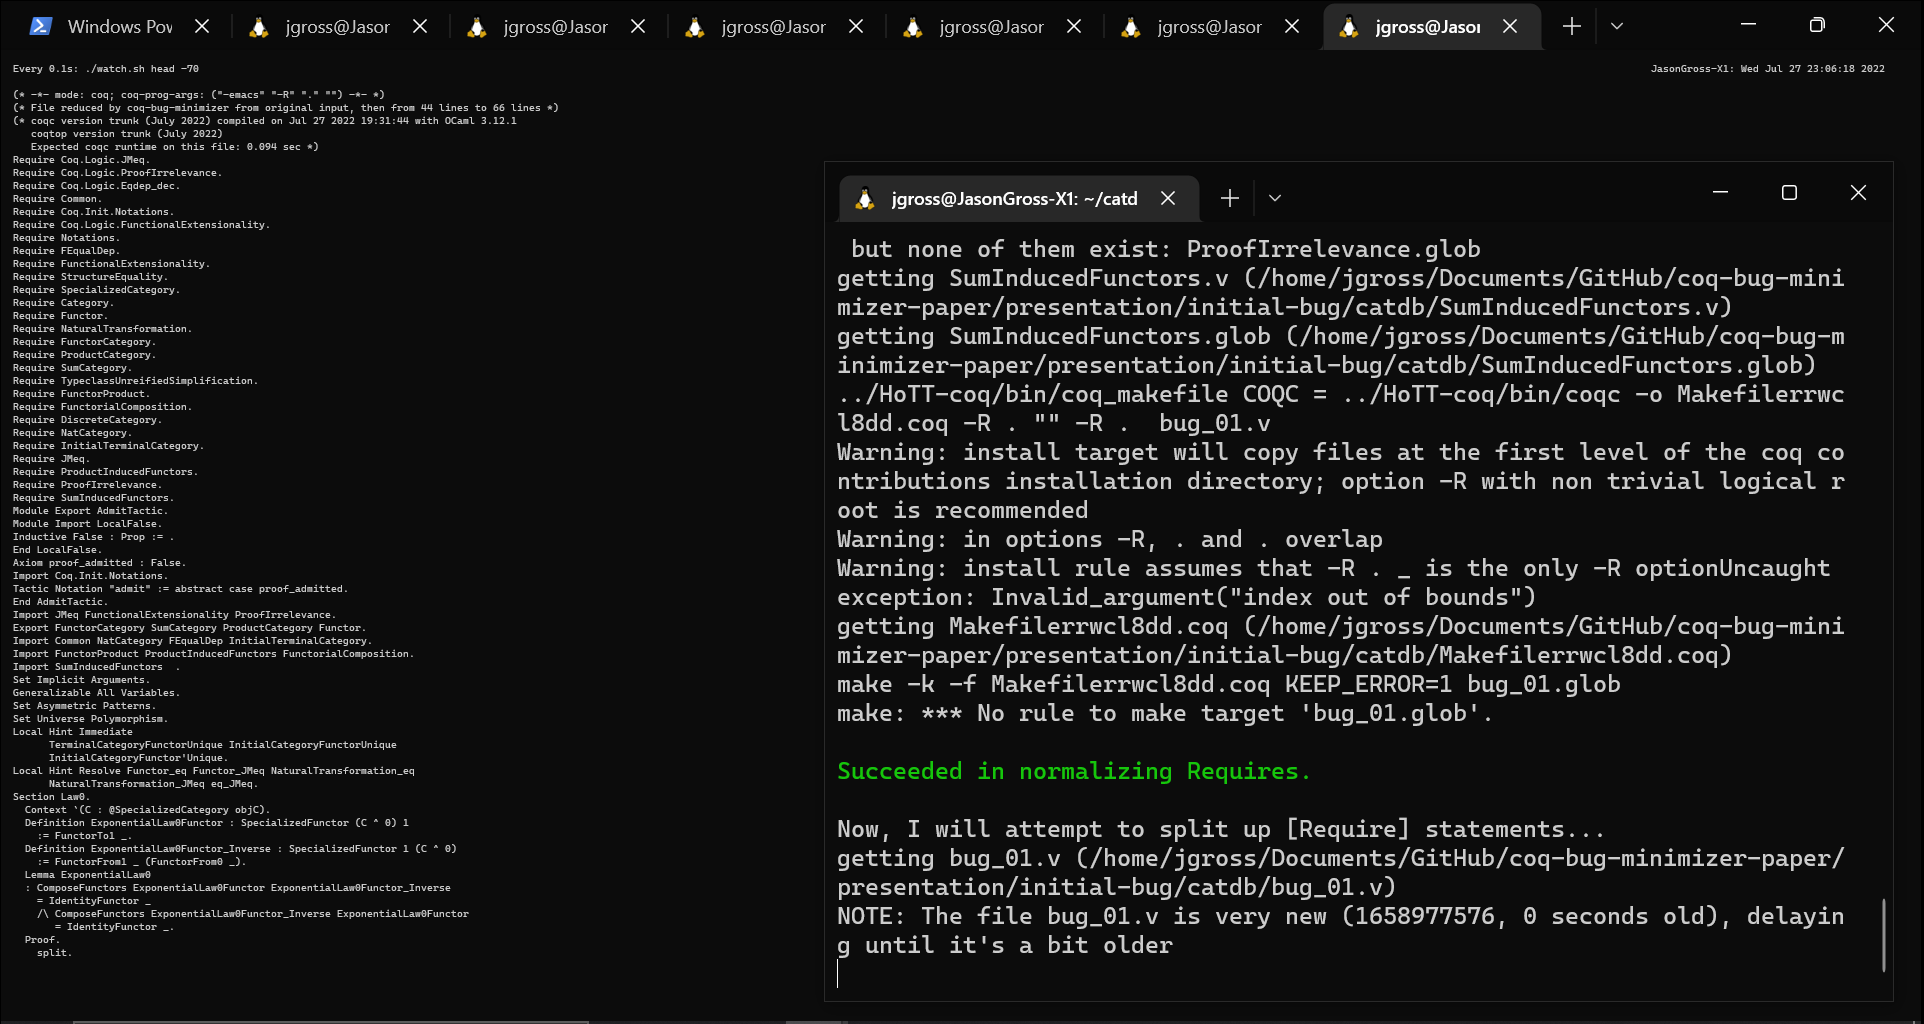 Windows Pov
jgross@Jasor
jgross@Jasor
jgross@Jasor
jgross@Jasor
jgross@Jasor
jgross@Jasor
Every 0.1s: ./watch.sh head -70
JasonGross-X1: Wed Jul 27 23:06:18 2022
(* -*- mode: coq; coq-prog-args: ("-emacs" "-R" "." "") -*- *)
(* File reduced by coq-bug-minimizer from original input, then from 44 lines to 66 lines *)
(* coqc version trunk (July 2022) compiled on Jul 27 2022 19:31:44 with OCaml 3.12.1
coqtop version trunk (July 2022)
Expected coqc runtime on this file: 0.094 sec *)
Require Coq.Logic.JMeq.
Require Coq.Logic.ProofIrrelevance.
Require Coq.Logic.Eqdep_dec.
Require Common.
Require Coq.Init.Notations.
Require Coq.Logic.FunctionalExtensionality.
Require Notations.
Require FEqualDep.
Require FunctionalExtensionality.
Require StructureEquality.
Require SpecializedCategory.
Require Category.
Require Functor.
Require NaturalTransformation.
Require FunctorCategory.
Require ProductCategory.
Require SumCategory.
Require TypeclassUnreifiedSimplification.
Require FunctorProduct.
Require FunctorialComposition.
Require DiscreteCategory.
Require NatCategory.
Require InitialTerminalCategory.
Require JMeq.
Require ProductInducedFunctors.
Require ProofIrrelevance.
Require SumInducedFunctors.
Module Export AdmitTactic.
Module Import LocalFalse.
Inductive False : Prop := .
End LocalFalse.
Axiom proof_admitted : False.
Import Coq.Init.Notations.
Tactic Notation "admit" := abstract case proof_admitted.
End AdmitTactic.
Import JMeq FunctionalExtensionality ProofIrrelevance.
Export FunctorCategory SumCategory ProductCategory Functor.
Import Common NatCategory FEqualDep InitialTerminalCategory.
Import FunctorProduct ProductInducedFunctors FunctorialComposition.
Import SumInducedFunctors  .
Set Implicit Arguments.
Generalizable All Variables.
Set Asymmetric Patterns.
Set Universe Polymorphism.
Local Hint Immediate
TerminalCategoryFunctorUnique InitialCategoryFunctorUnique
InitialCategoryFunctor'Unique.
Local Hint Resolve Functor_eq Functor_JMeq NaturalTransformation_eq
NaturalTransformation_JMeq eq_JMeq.
Section Law0.
Context `(C : @SpecializedCategory objC).
Definition ExponentialLaw0Functor : SpecializedFunctor (C ^ 0) 1
:= FunctorTo1 _.
Definition ExponentialLaw0Functor_Inverse : SpecializedFunctor 1 (C ^ 0)
:= FunctorFrom1 _ (FunctorFrom0 _).
Lemma ExponentialLaw0
: ComposeFunctors ExponentialLaw0Functor ExponentialLaw0Functor_Inverse
= IdentityFunctor _
/\ ComposeFunctors ExponentialLaw0Functor_Inverse ExponentialLaw0Functor
= IdentityFunctor _.
Proof.
split.
jgross@JasonGross-X1: ~/catd
but none of them exist: ProofIrrelevance.glob
getting SumInducedFunctors.v (/home/jgross/Documents/GitHub/coq-bug-mini
mizer-paper/presentation/initial-bug/catdb/SumInducedFunctors.v)
getting SumInducedFunctors.glob (/home/jgross/Documents/GitHub/coq-bug-m
inimizer-paper/presentation/initial-bug/catdb/SumInducedFunctors.glob)
../HoTT-coq/bin/coq_makefile COQC = ../HoTT-coq/bin/coqc -o Makefilerrwc
l8dd.coq -R . "" -R .  bug_01.v
Warning: install target will copy files at the first level of the coq co
ntributions installation directory; option -R with non trivial logical r
oot is recommended
Warning: in options -R, . and . overlap
Warning: install rule assumes that -R . _ is the only -R optionUncaught
exception: Invalid_argument("index out of bounds")
getting Makefilerrwcl8dd.coq (/home/jgross/Documents/GitHub/coq-bug-mini
mizer-paper/presentation/initial-bug/catdb/Makefilerrwcl8dd.coq)
make -k -f Makefilerrwcl8dd.coq KEEP_ERROR=1 bug_01.glob
make: *** No rule to make target 'bug_01.glob'.
Succeeded in normalizing Requires.
Now, I will attempt to split up [Require] statements...
getting bug_01.v (/home/jgross/Documents/GitHub/coq-bug-minimizer-paper/
presentation/initial-bug/catdb/bug_01.v)
NOTE: The file bug_01.v is very new (1658977576, 0 seconds old), delayin
g until it's a bit older